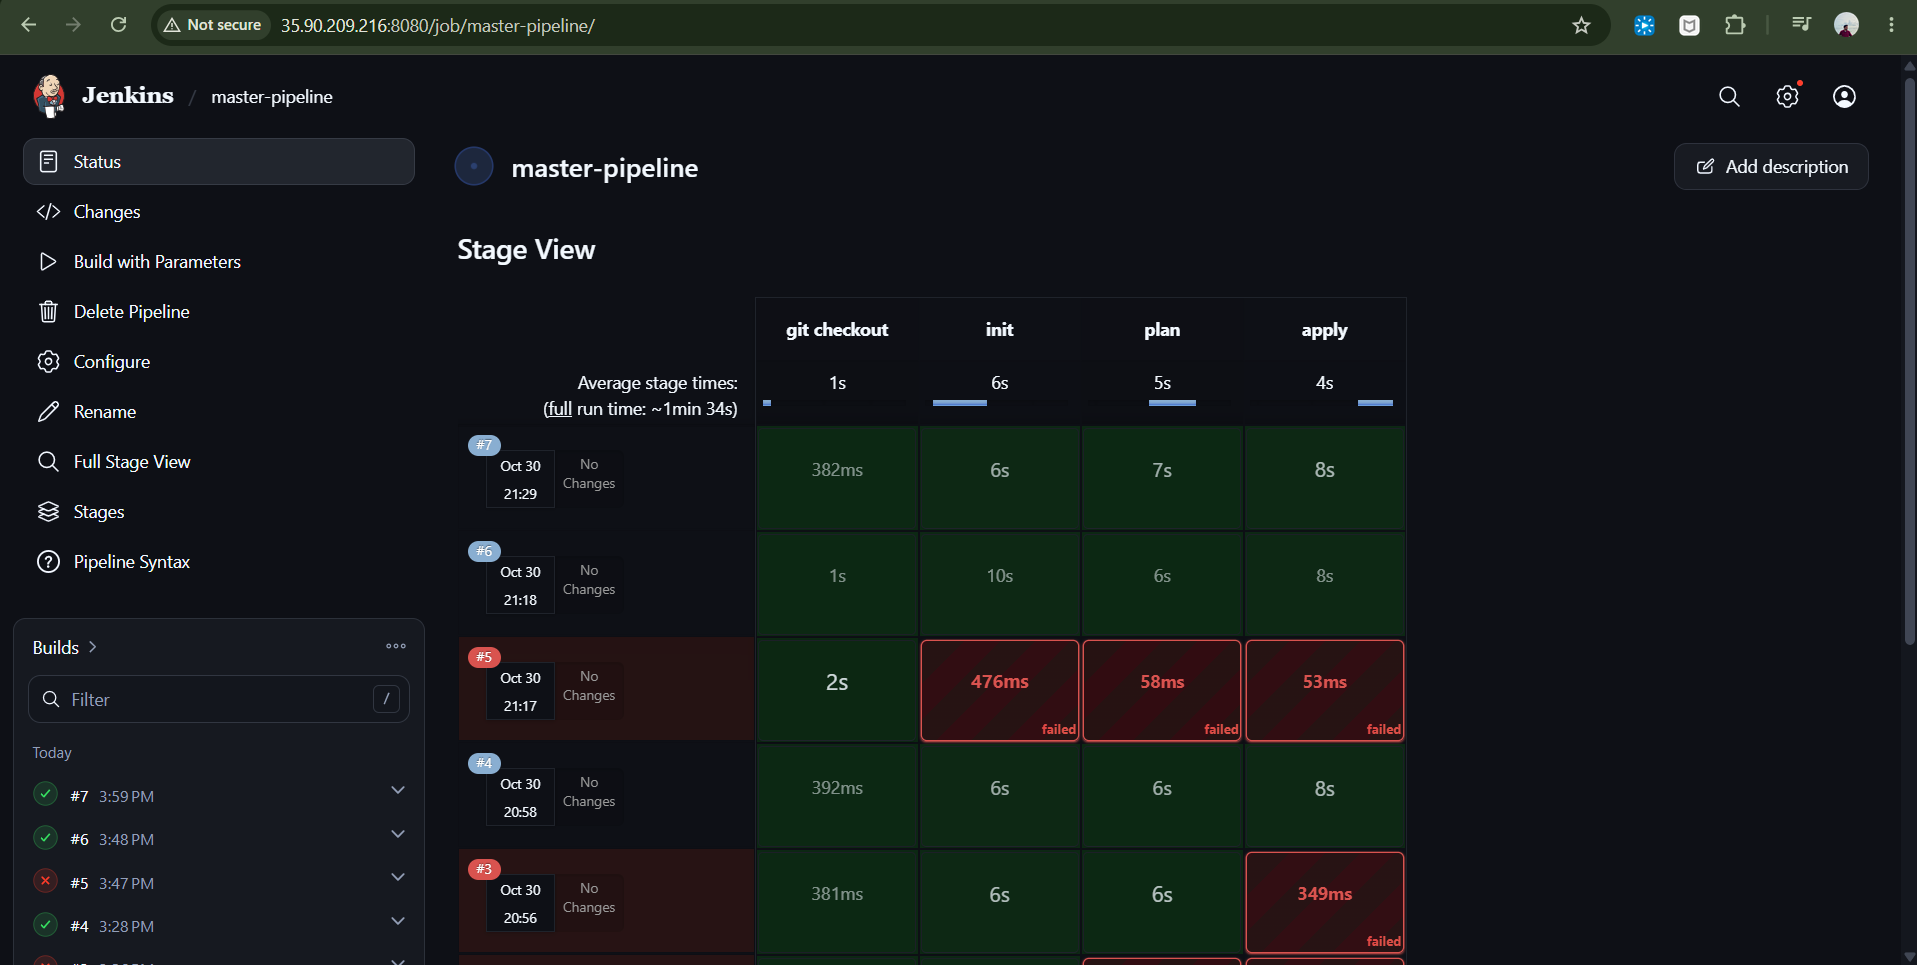 Not secure 35.90.209.216:8080/job/master-pipeline/
Jenkins / master-pipeline
Status
Changes
Build with Parameters
Delete Pipeline
Configure
Rename
Full Stage View
Stages
Pipeline Syntax
Builds
Filter /
Today
#7 3:59 PM
#6 3:48 PM
#5 3:47 PM
#4 3:28 PM
master-pipeline
Add description
Stage View
git checkout init plan apply
Average stage times: 1s 6s 5s 4s
(full run time: ~1min 34s)
#7
Oct 30
21:29
No
Changes
382ms 6s 7s 8s
#6
Oct 30
21:18
No
Changes
1s 10s 6s 8s
#5
Oct 30
21:17
No
Changes
2s 476ms 58ms 53ms
failed failed failed
#4
Oct 30
20:58
No
Changes
392ms 6s 6s 8s
#3
Oct 30
20:56
No
Changes
381ms 6s 6s 349ms
failed